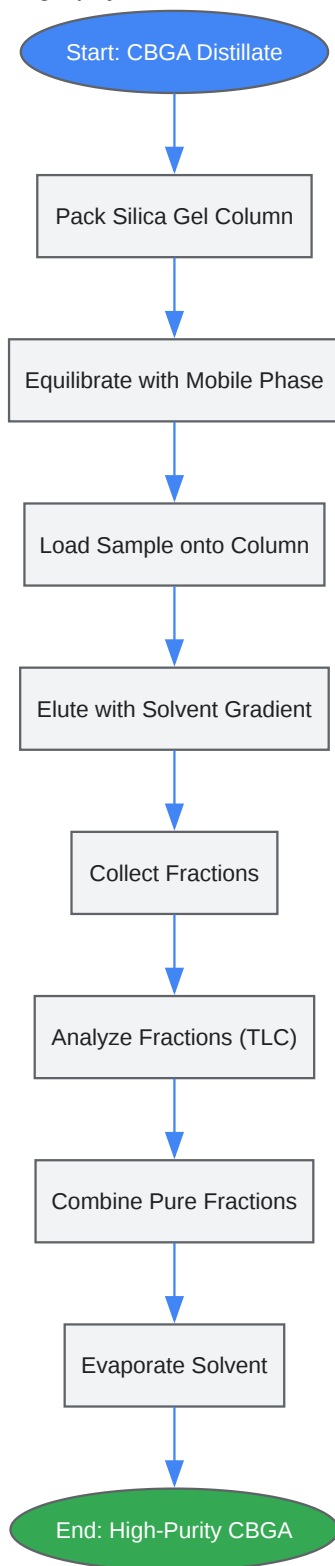 Start: CBGA Distillate
Pack Silica Gel Column
Equilibrate with Mobile Phase
Load Sample onto Column
Elute with Solvent Gradient
Collect Fractions
Analyze Fractions (TLC)
Combine Pure Fractions
Evaporate Solvent
End: High-Purity CBGA